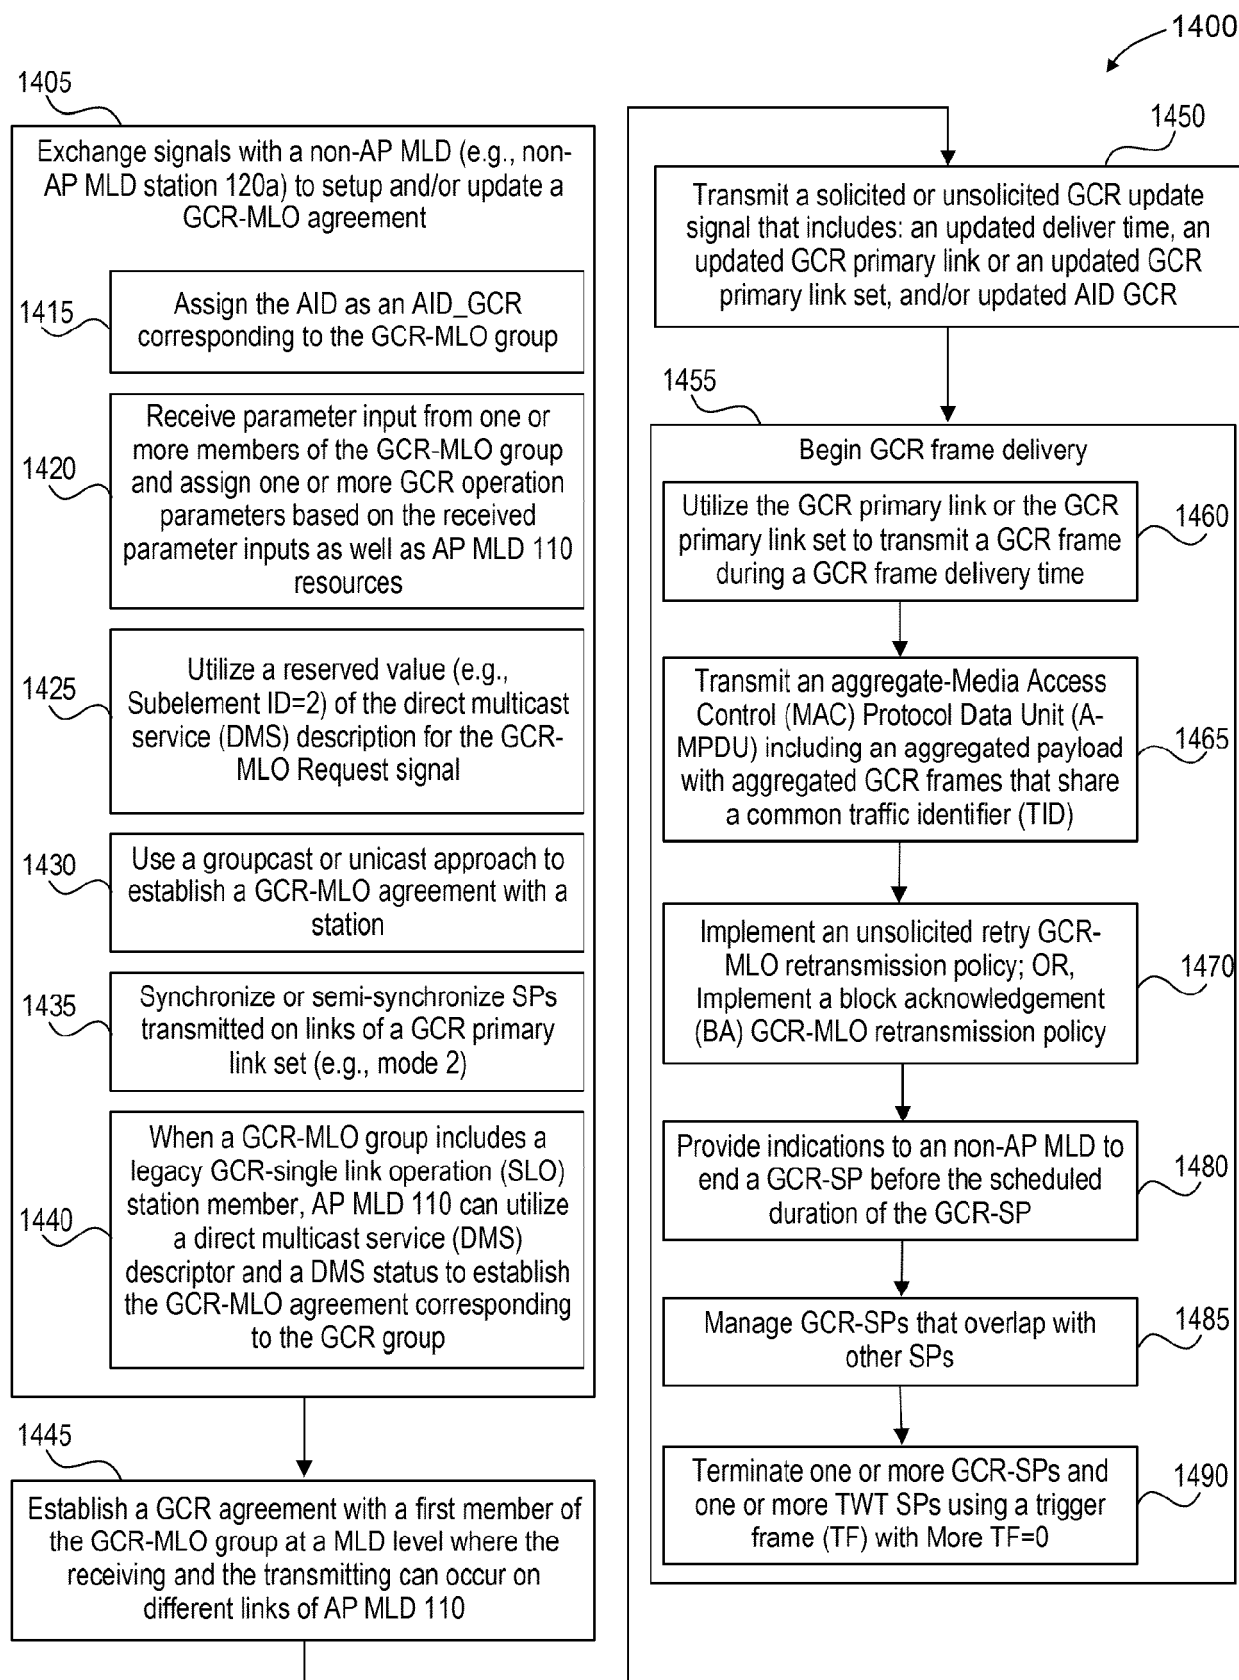 1400
1405
Exchange signals with a non-AP MLD (e.g., non-
AP MLD station 120a) to setup and/or update a
GCR-MLO agreement
1415
Assign the AID as an AID_GCR
corresponding to the GCR-MLO group
1420
Receive parameter input from one or
more members of the GCR-MLO group
and assign one or more GCR operation
parameters based on the received
parameter inputs as well as AP MLD 110
resources
1425
Utilize a reserved value (e.g.,
Subelement ID=2) of the direct multicast
service (DMS) description for the GCR-
MLO Request signal
1430
Use a groupcast or unicast approach to
establish a GCR-MLO agreement with a
station
1435
Synchronize or semi-synchronize SPs
transmitted on links of a GCR primary
link set (e.g., mode 2)
1440
When a GCR-MLO group includes a
legacy GCR-single link operation (SLO)
station member, AP MLD 110 can utilize
a direct multicast service (DMS)
descriptor and a DMS status to establish
the GCR-MLO agreement corresponding
to the GCR group
1445
Establish a GCR agreement with a first member of
the GCR-MLO group at a MLD level where the
receiving and the transmitting can occur on
different links of AP MLD 110
1450
Transmit a solicited or unsolicited GCR update
signal that includes: an updated deliver time, an
updated GCR primary link or an updated GCR
primary link set, and/or updated AID GCR
1455
Begin GCR frame delivery
1460
Utilize the GCR primary link or the GCR
primary link set to transmit a GCR frame
during a GCR frame delivery time
1465
Transmit an aggregate-Media Access
Control (MAC) Protocol Data Unit (A-
MPDU) including an aggregated payload
with aggregated GCR frames that share
a common traffic identifier (TID)
1470
Implement an unsolicited retry GCR-
MLO retransmission policy; OR,
Implement a block acknowledgement
(BA) GCR-MLO retransmission policy
1480
Provide indications to an non-AP MLD to
end a GCR-SP before the scheduled
duration of the GCR-SP
1485
Manage GCR-SPs that overlap with
other SPs
1490
Terminate one or more GCR-SPs and
one or more TWT SPs using a trigger
frame (TF) with More TF=0